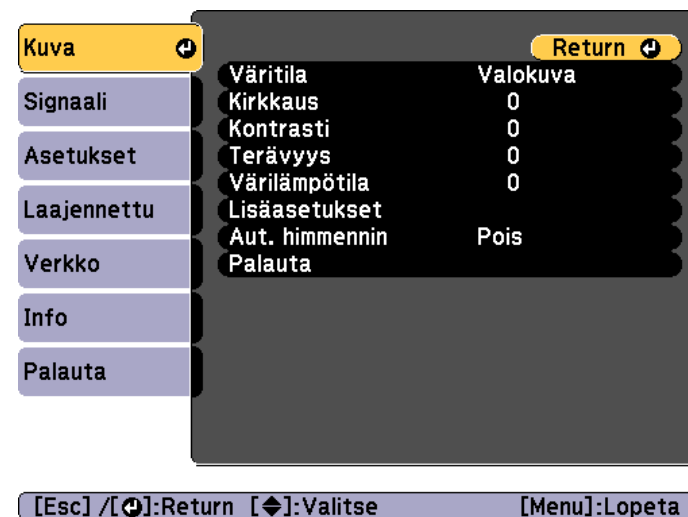 Kuva
Signaali
Asetukset
Laajennettu
Verkko
Info
Palauta
Return
Väritila Valokuva
Kirkkaus 0
Kontrasti 0
Terävyys 0
Värilämpötila 0
Lisäasetukset
Aut. himmennin Pois
Palauta
[Esc] /[⏎]:Return [◆]:Valitse [Menu]:Lopeta